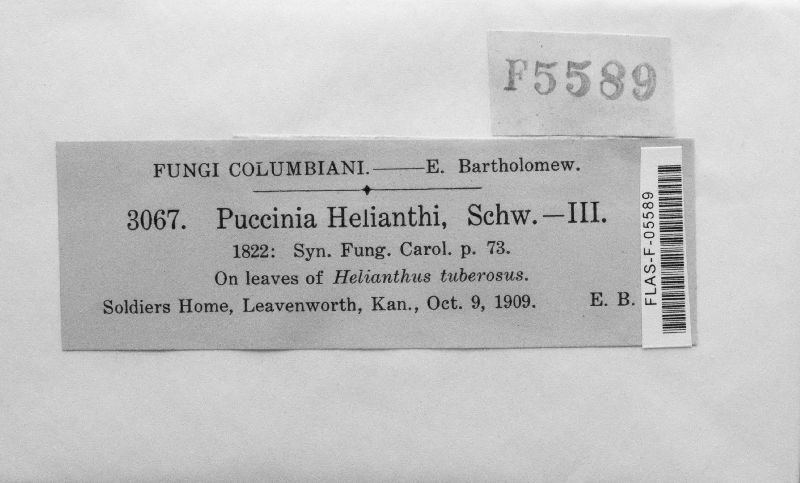 F5589
FUNGI COLUMBIANI.——E. Bartholomew.
3067. Puccinia Helianthi, Schw.—III.
1822: Syn. Fung. Carol. p. 73.
On leaves of Helianthus tuberosus.
Soldiers Home, Leavenworth, Kan., Oct. 9, 1909. E. B.
FLAS-F-05589